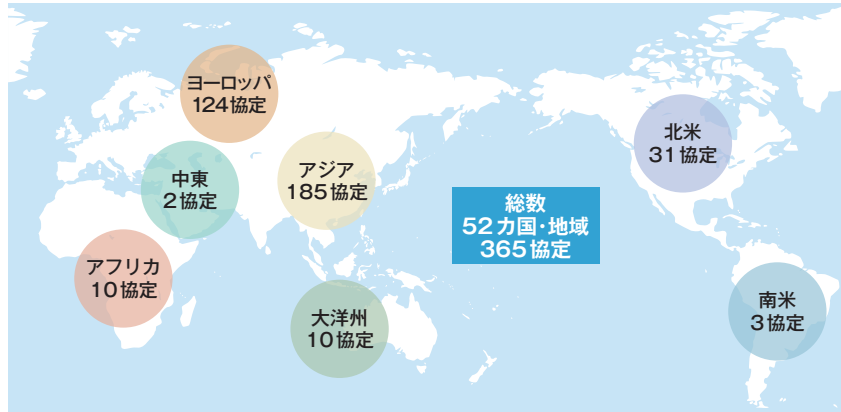 ヨーロッパ
124協定
中東
2協定
アジア
185協定
北米
31協定
総数
52カ国・地域
365協定
アフリカ
10協定
大洋州
10協定
南米
3協定